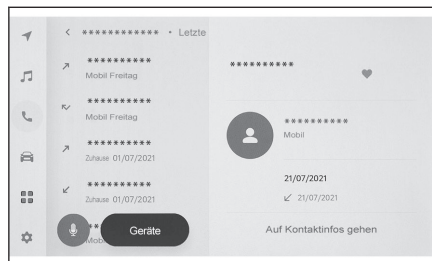 ************ • Letzte
**********
Mobil Freitag
**********
Mobil Freitag
**********
Zuhause 01/07/2021
**********
Zuhause 01/07/2021
**
Mobi
Geräte
**********
**********
Mobil
21/07/2021
21/07/2021
Auf Kontaktinfos gehen